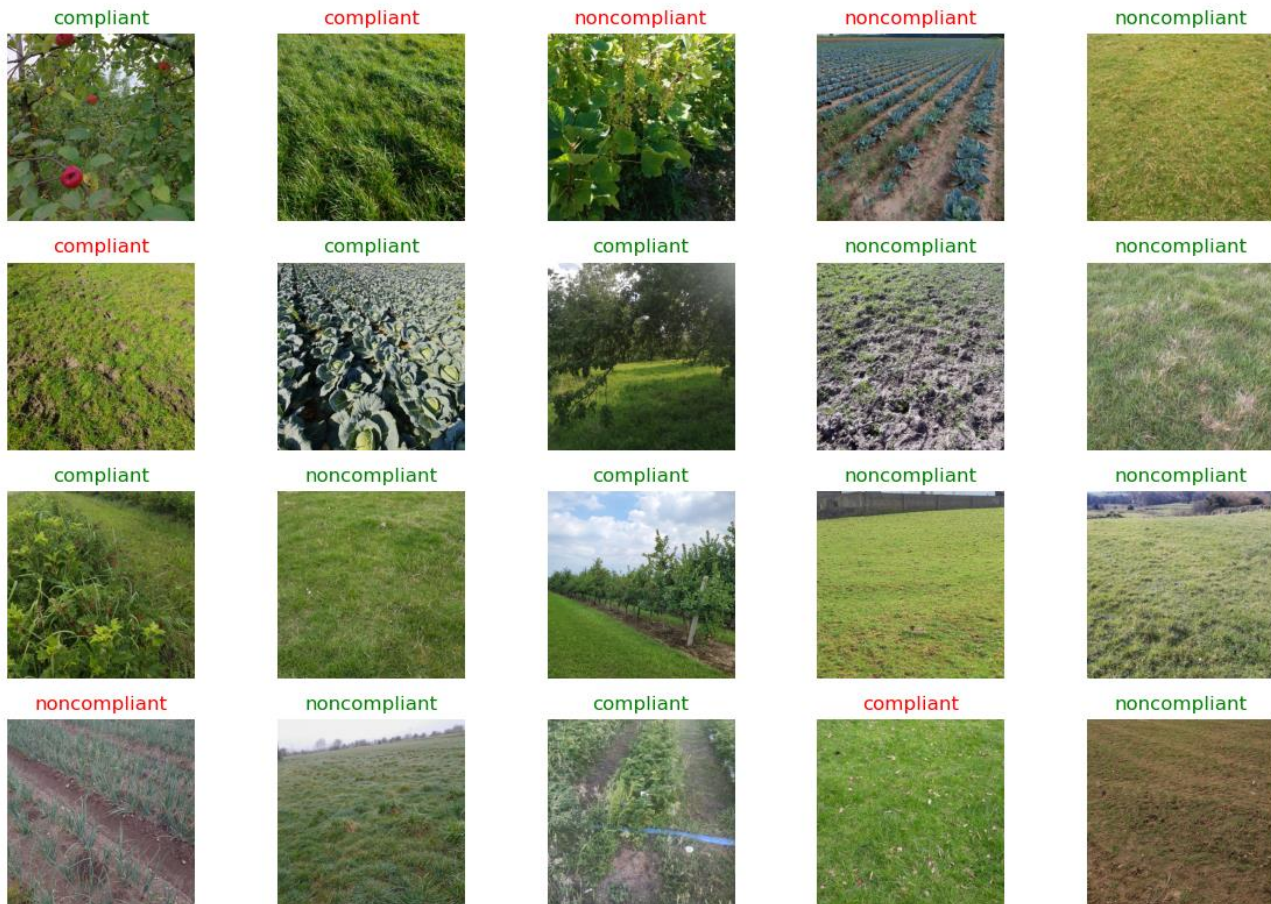 compliant compliant noncompliant noncompliant noncompliant
compliant compliant compliant noncompliant noncompliant
compliant noncompliant compliant noncompliant noncompliant
noncompliant noncompliant compliant compliant noncompliant